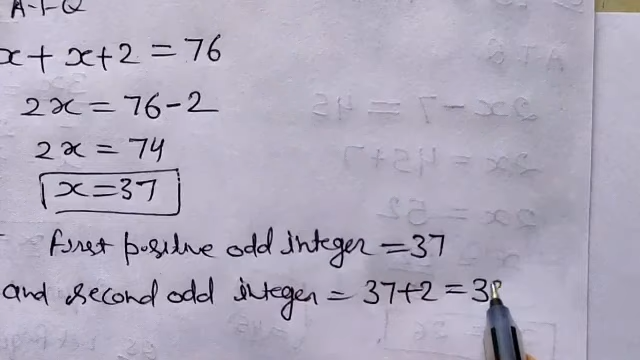 A.T.Q
x + x+2 = 76
2x = 76-2
2x = 74
x = 37
first positive odd integer = 37
and second odd integer = 37+2 = 3